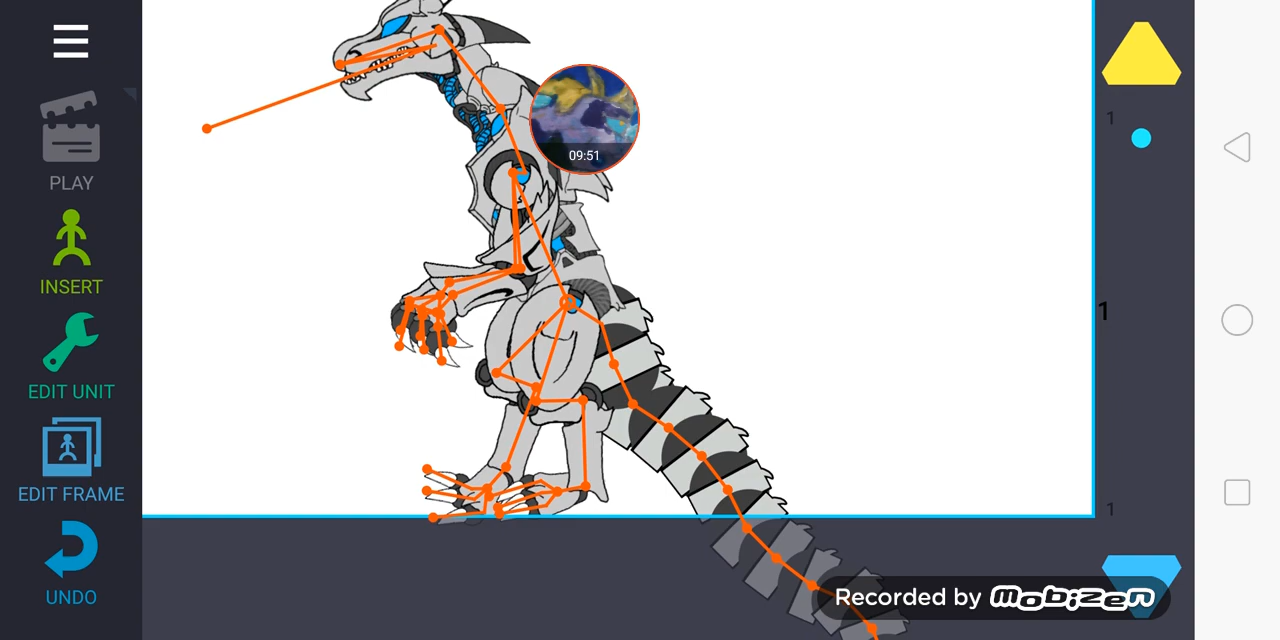 PLAY
INSERT
EDIT UNIT
EDIT FRAME
UNDO
09:51
1
1
1
Recorded by mobizen